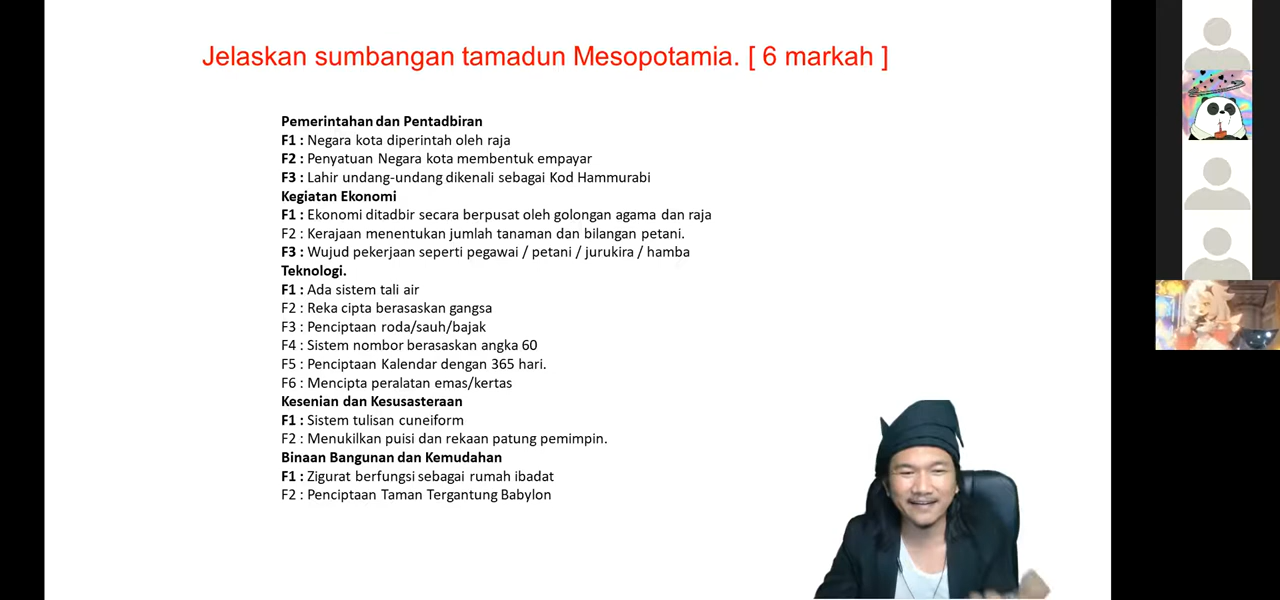 Jelaskan sumbangan tamadun Mesopotamia. [ 6 markah ]
Pemerintahan dan Pentadbiran
F1 : Negara kota diperintah oleh raja
F2 : Penyatuan Negara kota membentuk empayar
F3 : Lahir undang-undang dikenali sebagai Kod Hammurabi
Kegiatan Ekonomi
F1 : Ekonomi ditadbir secara berpusat oleh golongan agama dan raja
F2 : Kerajaan menentukan jumlah tanaman dan bilangan petani.
F3 : Wujud pekerjaan seperti pegawai / petani / jurukira / hamba
Teknologi.
F1 : Ada sistem tali air
F2 : Reka cipta berasaskan gangsa
F3 : Penciptaan roda/sauh/bajak
F4 : Sistem nombor berasaskan angka 60
F5 : Penciptaan Kalendar dengan 365 hari.
F6 : Mencipta peralatan emas/kertas
Kesenian dan Kesusasteraan
F1 : Sistem tulisan cuneiform
F2 : Menukilkan puisi dan rekaan patung pemimpin.
Binaan Bangunan dan Kemudahan
F1 : Zigurat berfungsi sebagai rumah ibadat
F2 : Penciptaan Taman Tergantung Babylon